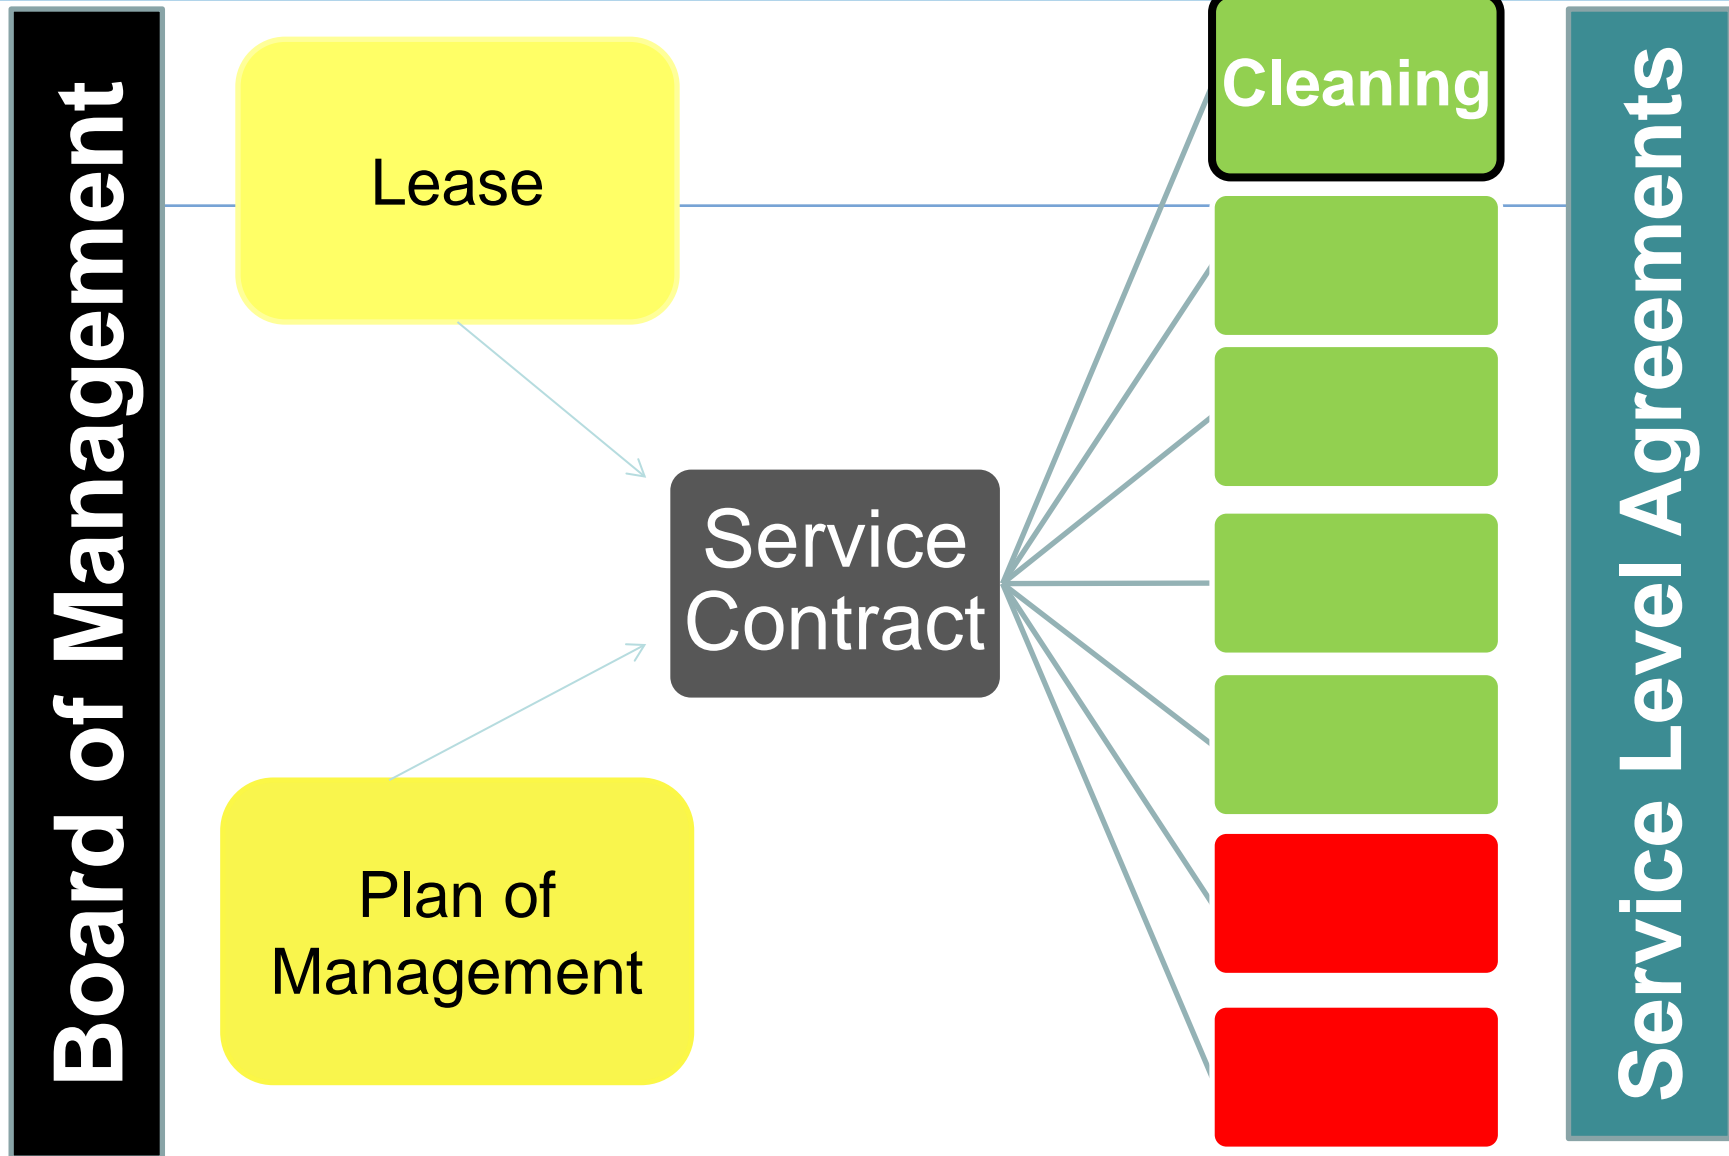 Board of Management
Lease
Service
Contract
Plan of
Management
Cleaning
Service Level Agreements